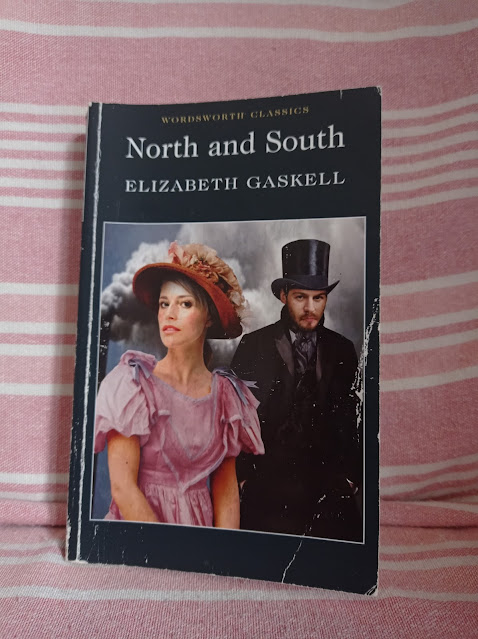 WORDSWORTH CLASSICS
North and South
ELIZABETH GASKELL